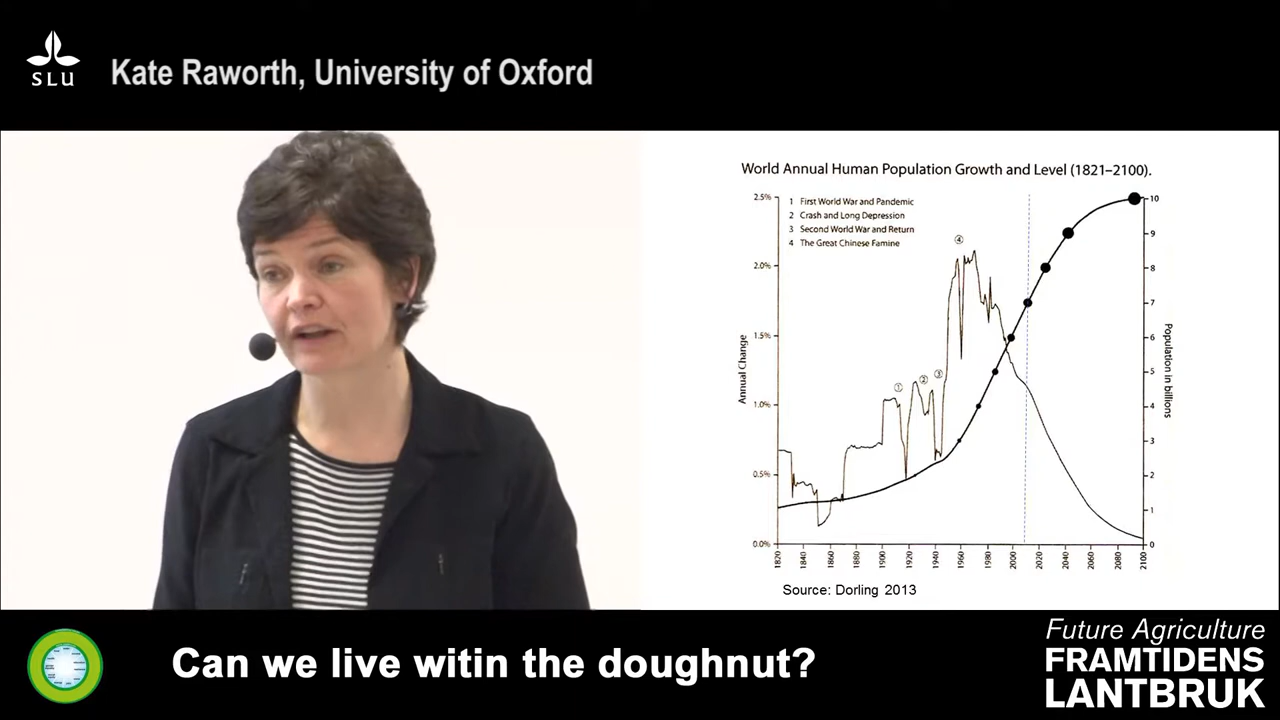 SLU
Kate Raworth, University of Oxford
World Annual Human Population Growth and Level (1821–2100).
2.5%
2.0%
1.5%
1.0%
0.5%
0.0%
Annual Change
1 First World War and Pandemic
2 Crash and Long Depression
3 Second World War and Return
4 The Great Chinese Famine
4
1
2
3
10
9
8
7
6
5
4
3
2
1
0
Population in billions
1820
1840
1860
1880
1900
1920
1940
1960
1980
2000
2020
2040
2060
2080
2100
Source: Dorling 2013
Can we live witin the doughnut?
Future Agriculture
FRAMTIDENS
LANTBRUK